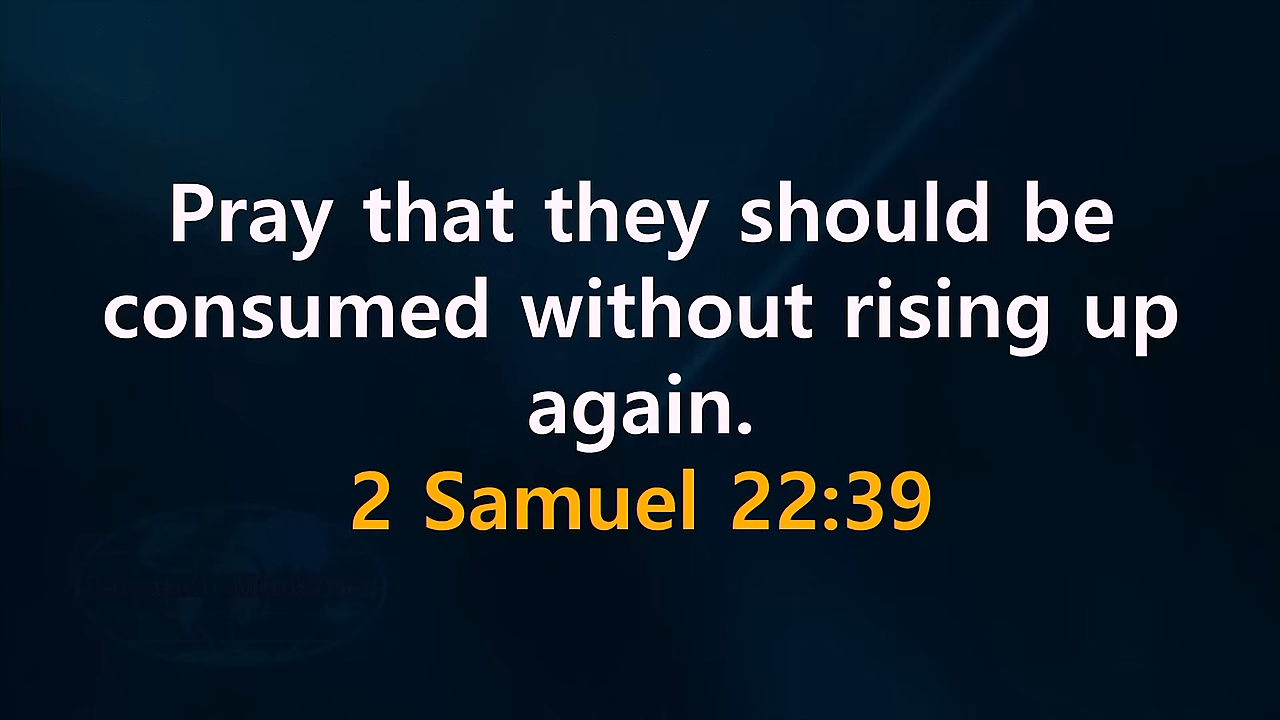 Pray that they should be
consumed without rising up
again.
2 Samuel 22:39